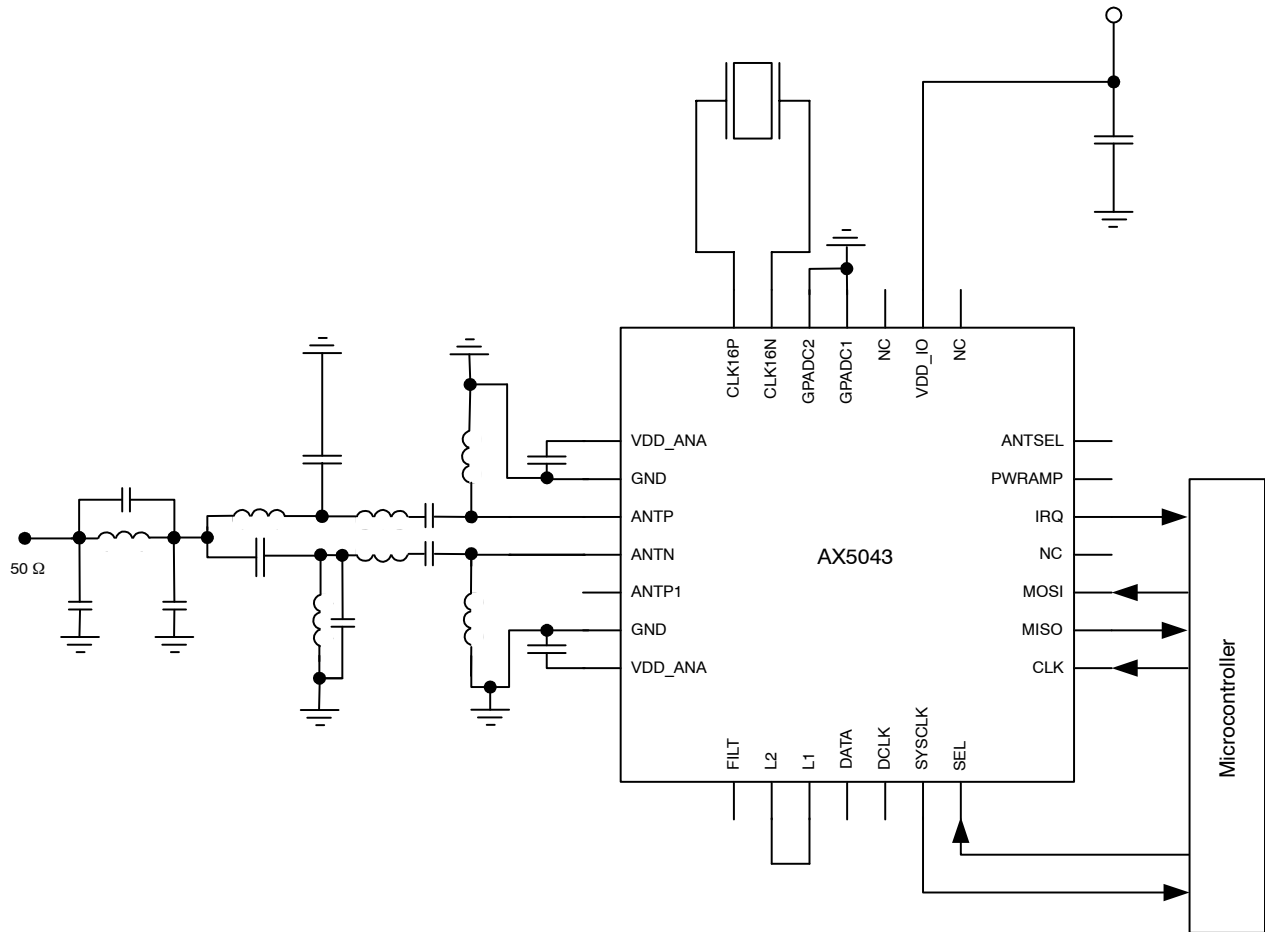 CLK16P
CLK16N
GPADC2
GPADC1
NC
VDD_IO
NC
VDD_ANA
GND
ANTP
ANTN
ANTP1
GND
VDD_ANA
50 Ω
AX5043
ANTSEL
PWRAMP
IRQ
NC
MOSI
MISO
CLK
Microcontroller
FILT
L2
L1
DATA
DCLK
SYSCLK
SEL